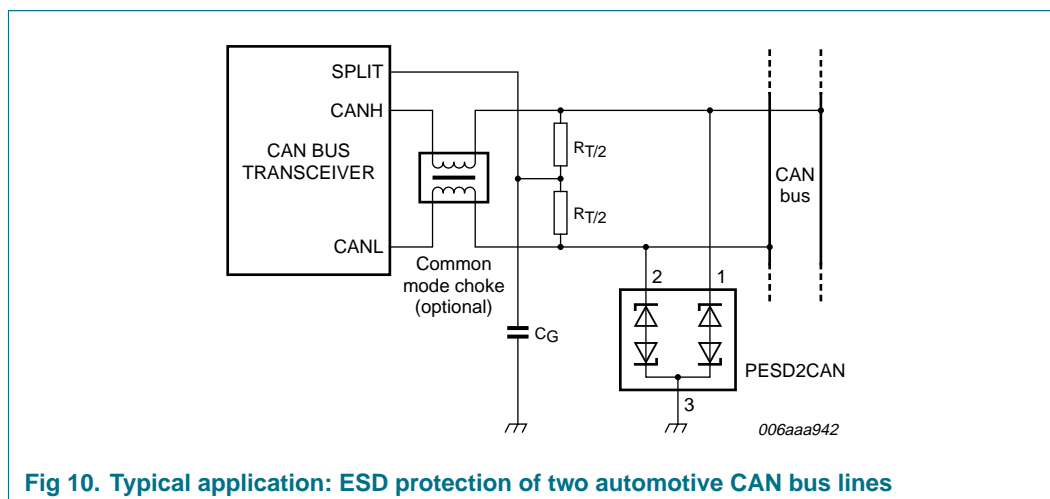 SPLIT
CANH
CAN BUS
TRANSCEIVER
CANL
Common
mode choke
(optional)
RT/2
RT/2
CG
CAN
bus
2
1
PESD2CAN
3
006aaa942
Fig 10. Typical application: ESD protection of two automotive CAN bus lines